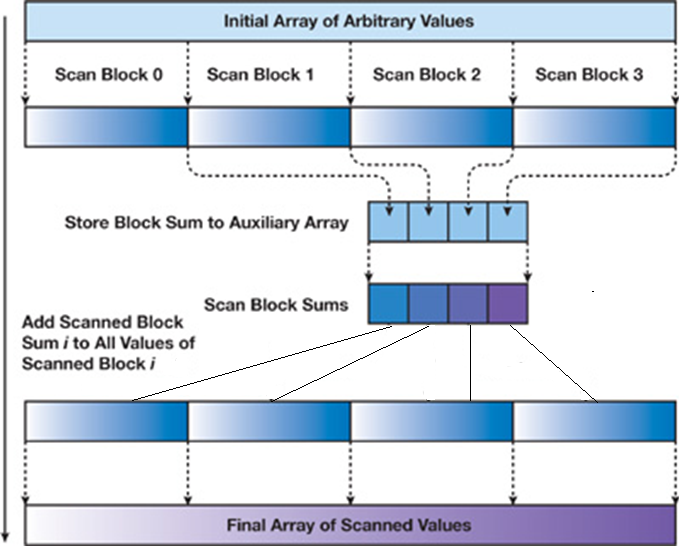 Initial Array of Arbitrary Values
Scan Block 0
Scan Block 1
Scan Block 2
Scan Block 3
Store Block Sum to Auxiliary Array
Scan Block Sums
Add Scanned Block
Sum i to All Values of
Scanned Block i
Final Array of Scanned Values